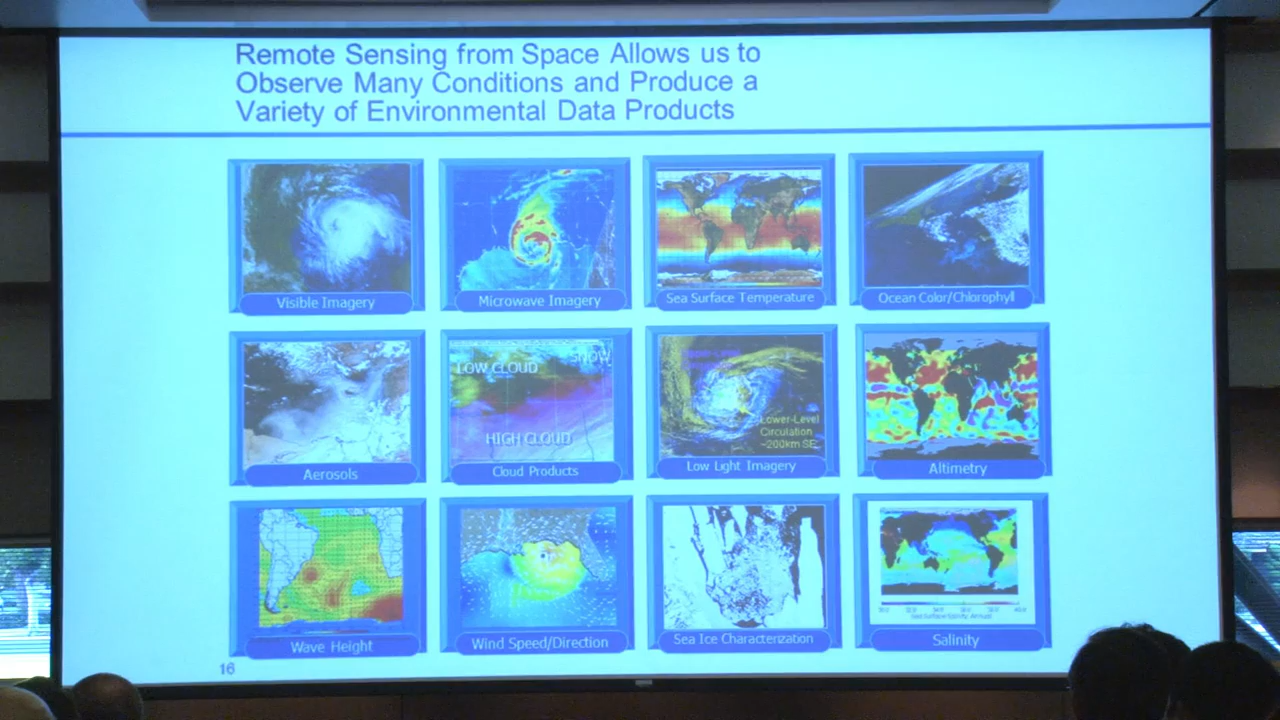 Remote Sensing from Space Allows us to
Observe Many Conditions and Produce a
Variety of Environmental Data Products
Visible Imagery
Microwave Imagery
Sea Surface Temperature
Ocean Color/Chlorophyll
SNOW
LOW CLOUD
HIGH CLOUD
Lower-Level
Circulation
~200km SE
Aerosols
Cloud Products
Low Light Imagery
Altimetry
Wave Height
Wind Speed/Direction
Sea Ice Characterization
Salinity
16